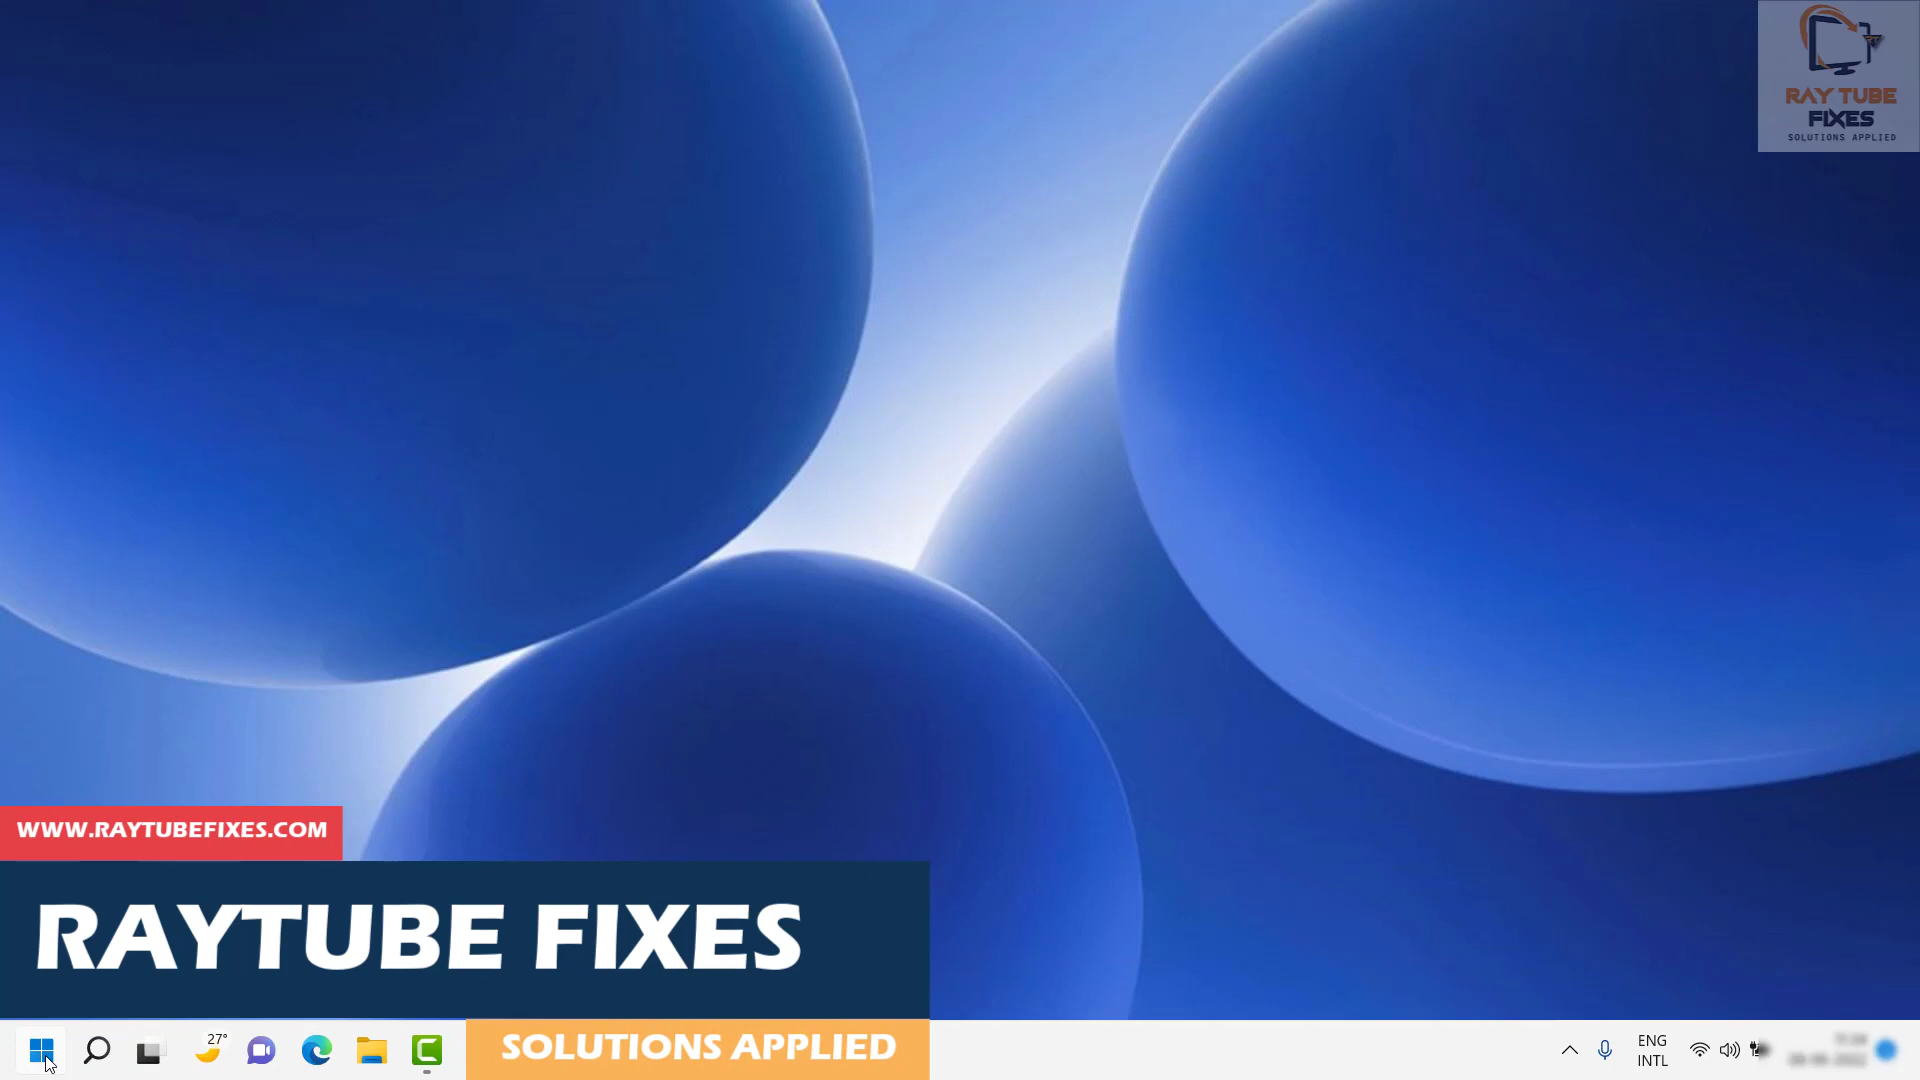 RAY TUBE
FIXES
SOLUTIONS APPLIED
WWW.RAYTUBEFIXES.COM
RAYTUBE FIXES
SOLUTIONS APPLIED
27°
ENG
INTL